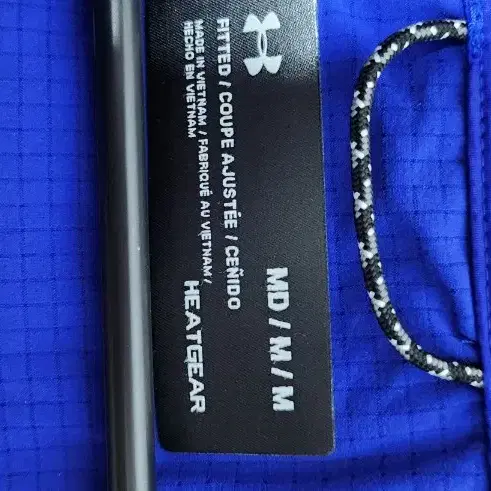 MD / M / M
FITTED / COUPE AJUSTÉE / CEÑIDO
MADE IN VIETNAM / FABRIQUÉ AU VIETNAM /
HECHO EN VIETNAM
HEATGEAR